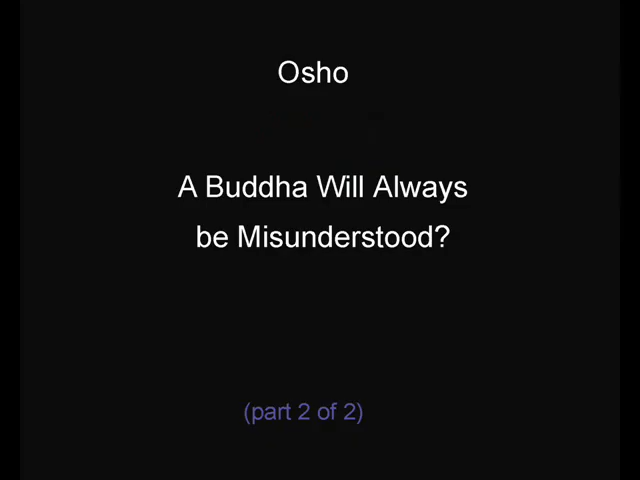 Osho
A Buddha Will Always
be Misunderstood?
(part 2 of 2)